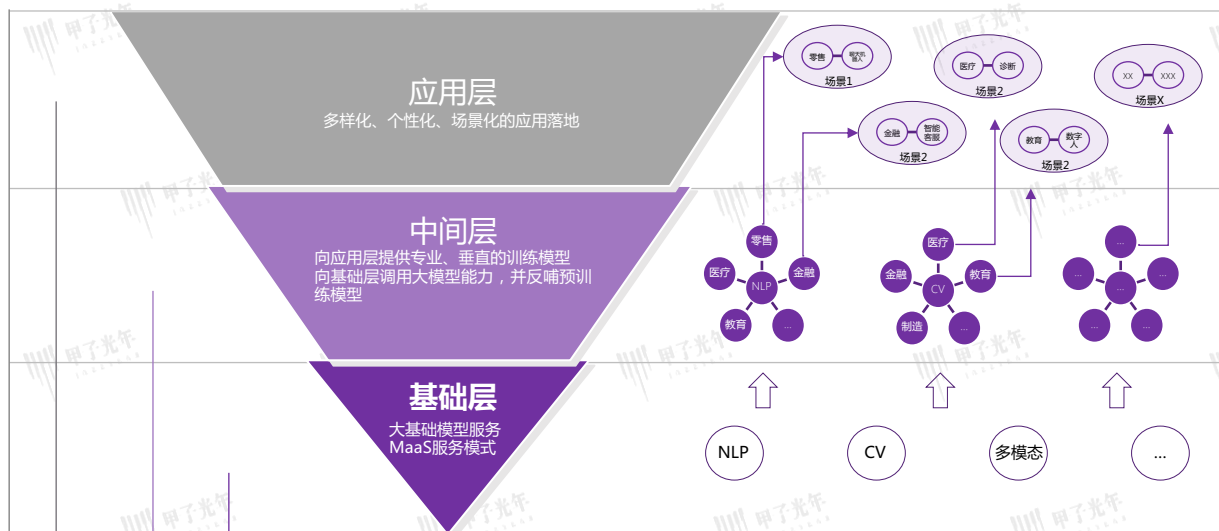 应用层
多样化、个性化、场景化的应用落地
零售
聊天机
器人
场景1
医疗
诊断
场景2
XX
XXX
场景X
金融
智能
客服
场景2
教育
数字
人
场景2
中间层
向应用层提供专业、垂直的训练模型
向基础层调用大模型能力，并反哺预训
练模型
零售
医疗
NLP
金融
教育
...
医疗
金融
CV
教育
制造
...
...
...
...
...
...
...
基础层
大基础模型服务
MaaS服务模式
NLP
CV
多模态
...
甲子光年